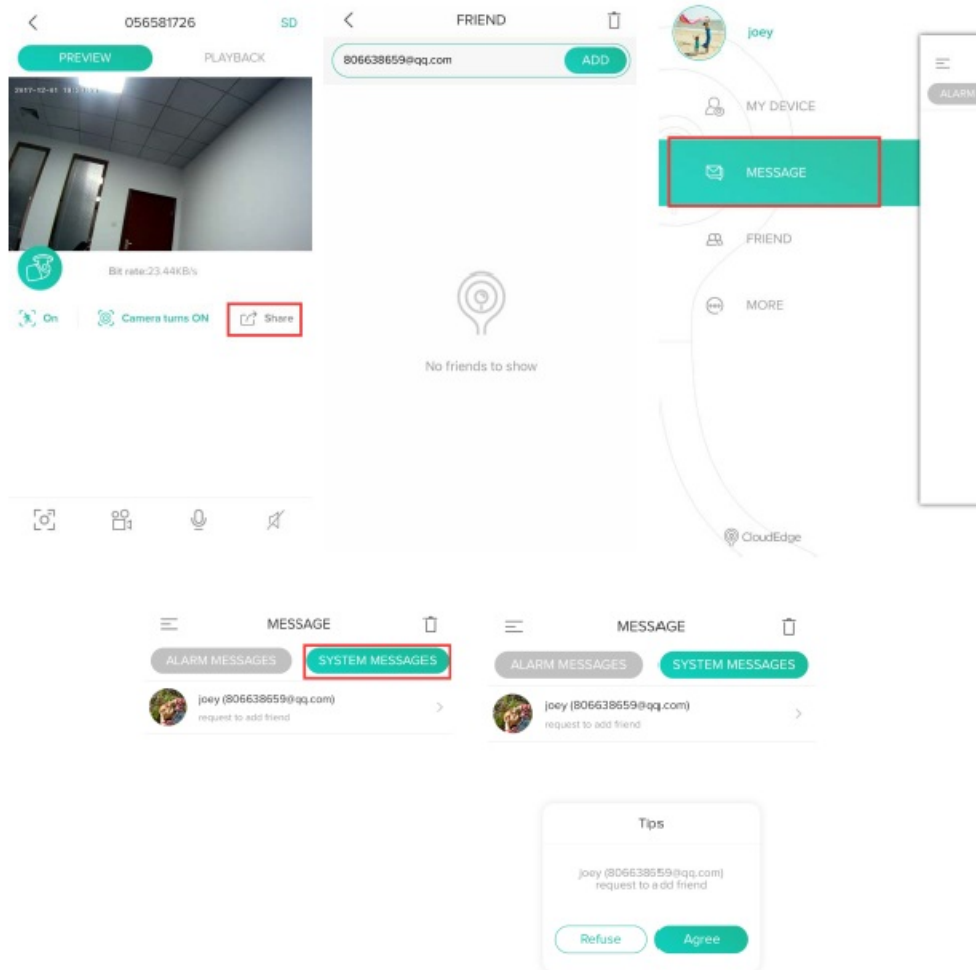 056581726
SD
PREVIEW
PLAYBACK
Bit rate:23.44KB/s
On
Camera turns ON
Share
FRIEND
806638659@qq.com
ADD
No friends to show
joey
MY DEVICE
MESSAGE
FRIEND
MORE
CloudEdge
ALARM
MESSAGE
ALARM MESSAGES
SYSTEM MESSAGES
joey (806638659@qq.com)
request to add friend
MESSAGE
ALARM MESSAGES
SYSTEM MESSAGES
joey (806638659@qq.com)
request to add friend
Tips
joey (806638659@qq.com)
request to add friend
Refuse
Agree